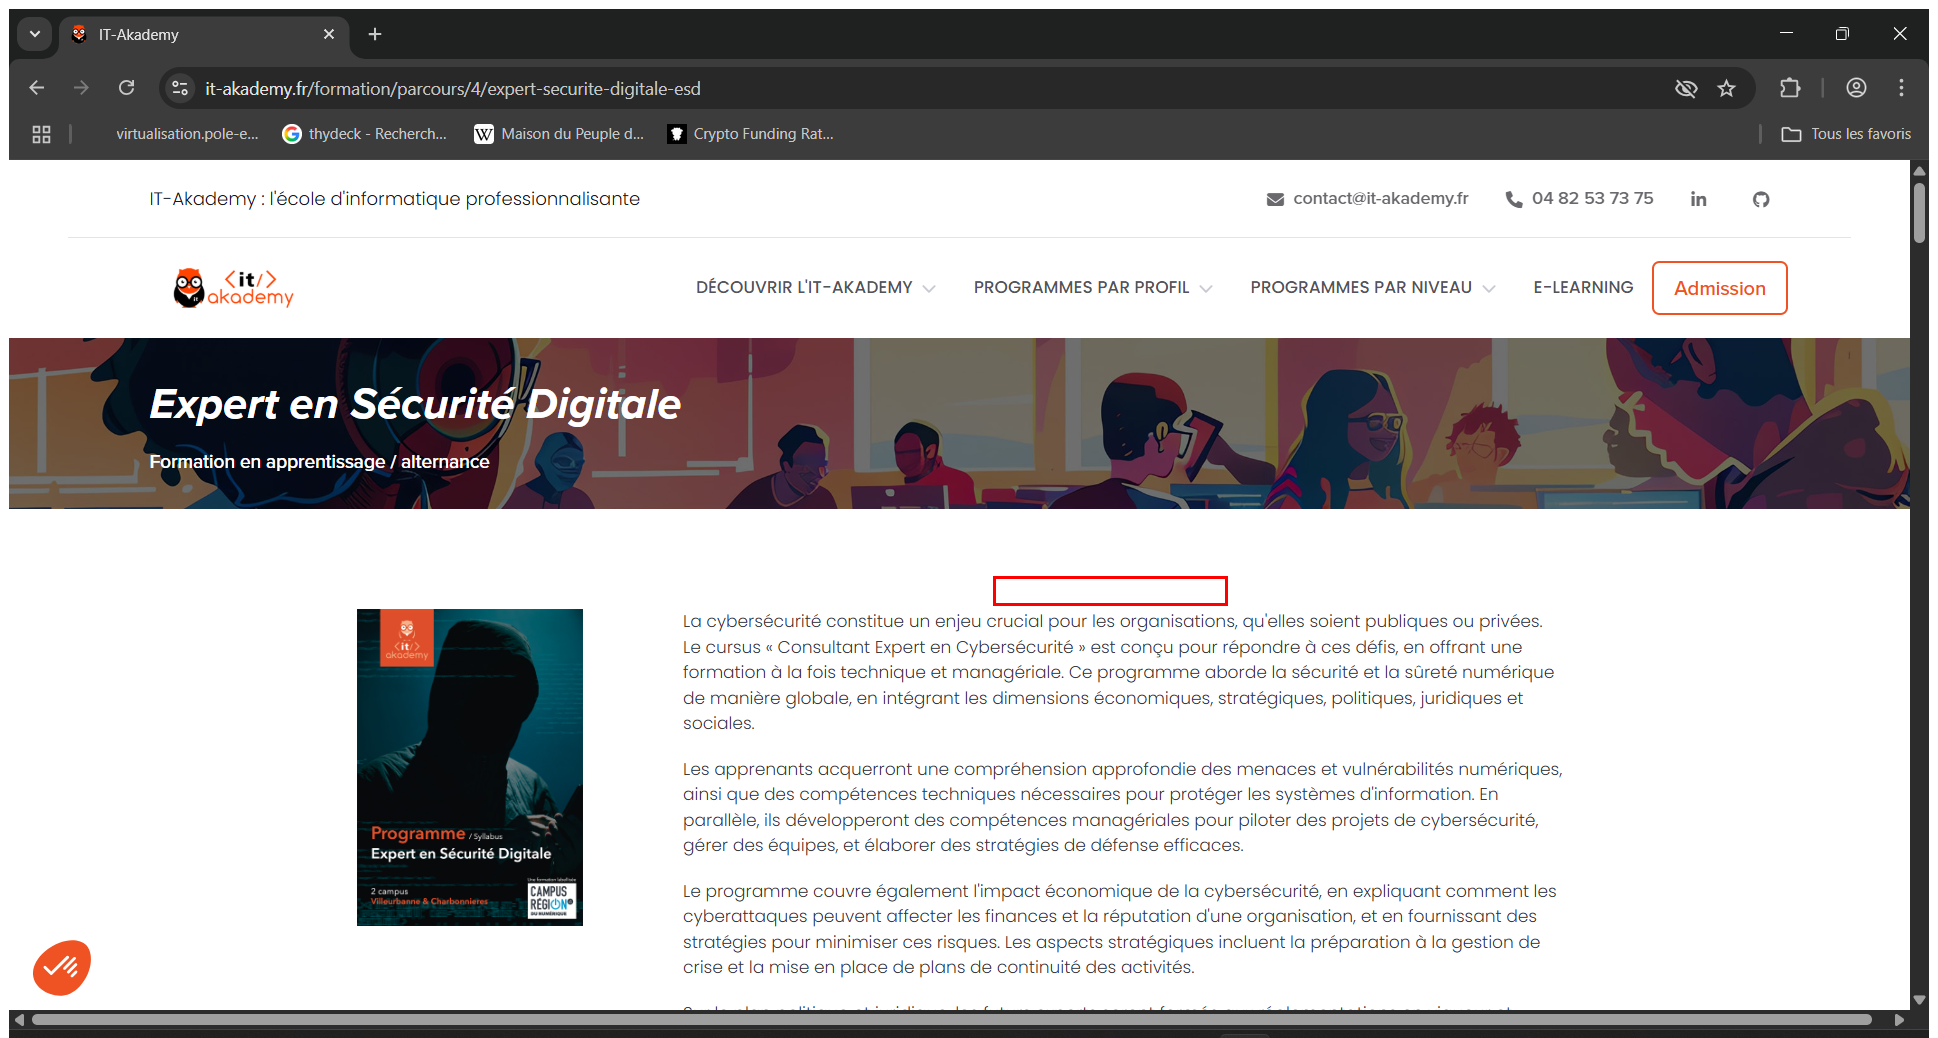 IT-Akademy
it-akademy.fr/formation/parcours/4/expert-securite-digitale-esd
virtualisation.pole-e...
thydeck - Recherch...
Maison du Peuple d...
Crypto Funding Rat...
Tous les favoris
IT-Akademy : l'école d'informatique professionnalisante
contact@it-akademy.fr
04 82 53 73 75
<it/>
akademy
DÉCOUVRIR L'IT-AKADEMY
PROGRAMMES PAR PROFIL
PROGRAMMES PAR NIVEAU
E-LEARNING
Admission
Expert en Sécurité Digitale
Formation en apprentissage / alternance
<it/>
akademy
Programme / Syllabus
Expert en Sécurité Digitale
2 campus
Villeurbanne & Charbonnieres
Une formation labellisée
CAMPUS
RÉGION
DU NUMÉRIQUE
La cybersécurité constitue un enjeu crucial pour les organisations, qu'elles soient publiques ou privées.
Le cursus « Consultant Expert en Cybersécurité » est conçu pour répondre à ces défis, en offrant une
formation à la fois technique et managériale. Ce programme aborde la sécurité et la sûreté numérique
de manière globale, en intégrant les dimensions économiques, stratégiques, politiques, juridiques et
sociales.
Les apprenants acquerront une compréhension approfondie des menaces et vulnérabilités numériques,
ainsi que des compétences techniques nécessaires pour protéger les systèmes d'information. En
parallèle, ils développeront des compétences managériales pour piloter des projets de cybersécurité,
gérer des équipes, et élaborer des stratégies de défense efficaces.
Le programme couvre également l'impact économique de la cybersécurité, en expliquant comment les
cyberattaques peuvent affecter les finances et la réputation d'une organisation, et en fournissant des
stratégies pour minimiser ces risques. Les aspects stratégiques incluent la préparation à la gestion de
crise et la mise en place de plans de continuité des activités.